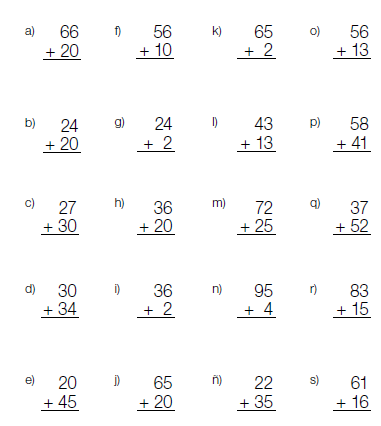 a) 66 f) 56 k) 65 o) 56
+ 20 + 10 + 2 + 13
b) 24 g) 24 l) 43 p) 58
+ 20 + 2 + 13 + 41
c) 27 h) 36 m) 72 q) 37
+ 30 + 20 + 25 + 52
d) 30 i) 36 n) 95 r) 83
+ 34 + 2 + 4 + 15
e) 20 j) 65 ñ) 22 s) 61
+ 45 + 20 + 35 + 16